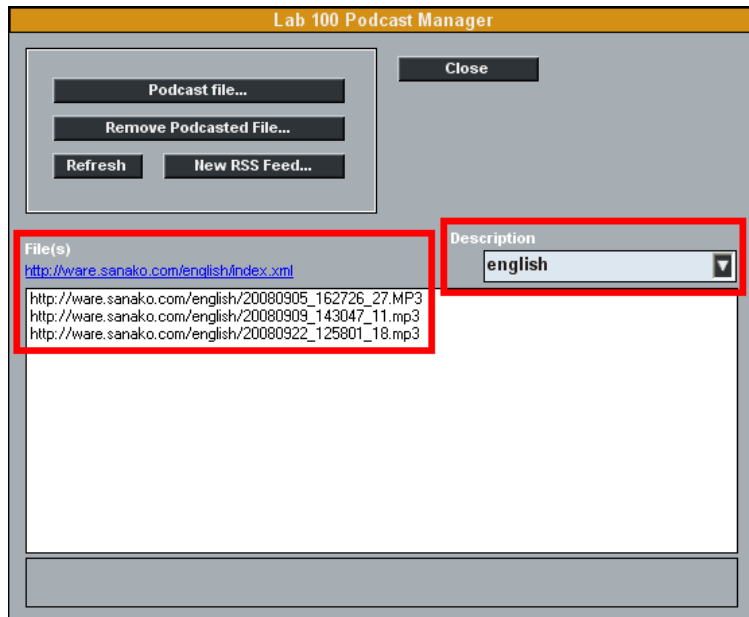 Lab 100 Podcast Manager
Podcast file...
Close
Remove Podcasted File...
Refresh
New RSS Feed...
File(s)
Description
http://ware.sanako.com/english/index.xml
english
http://ware.sanako.com/english/20080905_162726_27.MP3
http://ware.sanako.com/english/20080909_143047_11.mp3
http://ware.sanako.com/english/20080922_125801_18.mp3